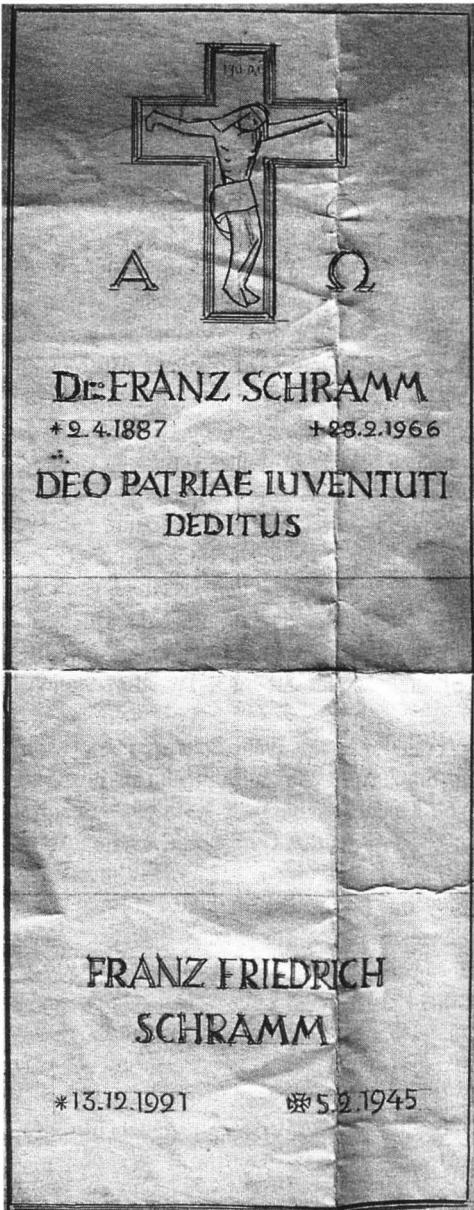 Α Ω
Dr. FRANZ SCHRAMM
*2.4.1887 +28.2.1966
DEO PATRIAE IUVENTUTI
DEDITUS
FRANZ FRIEDRICH
SCHRAMM
*13.12.1921 ✠5.2.1945